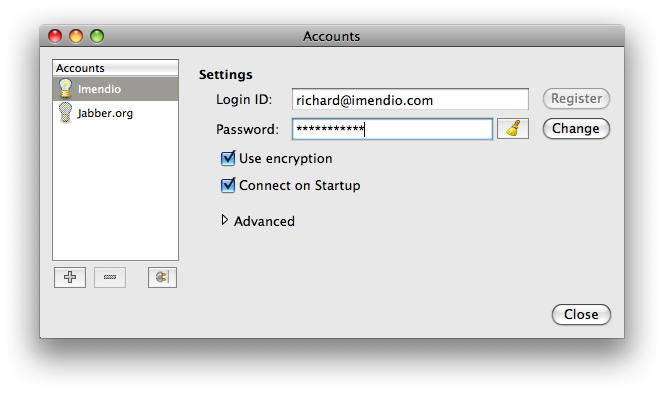 Accounts
Accounts
Imendio
Jabber.org
Settings
Login ID: richard@imendio.com Register
Password: *********** Change
Use encryption
Connect on Startup
Advanced
Close